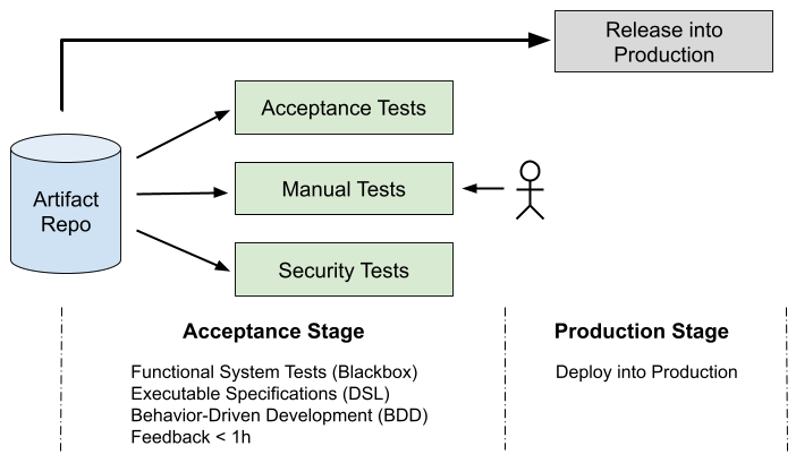 Release into
Production
Acceptance Tests
Artifact
Repo
Manual Tests
Security Tests
Acceptance Stage
Functional System Tests (Blackbox)
Executable Specifications (DSL)
Behavior-Driven Development (BDD)
Feedback < 1h
Production Stage
Deploy into Production